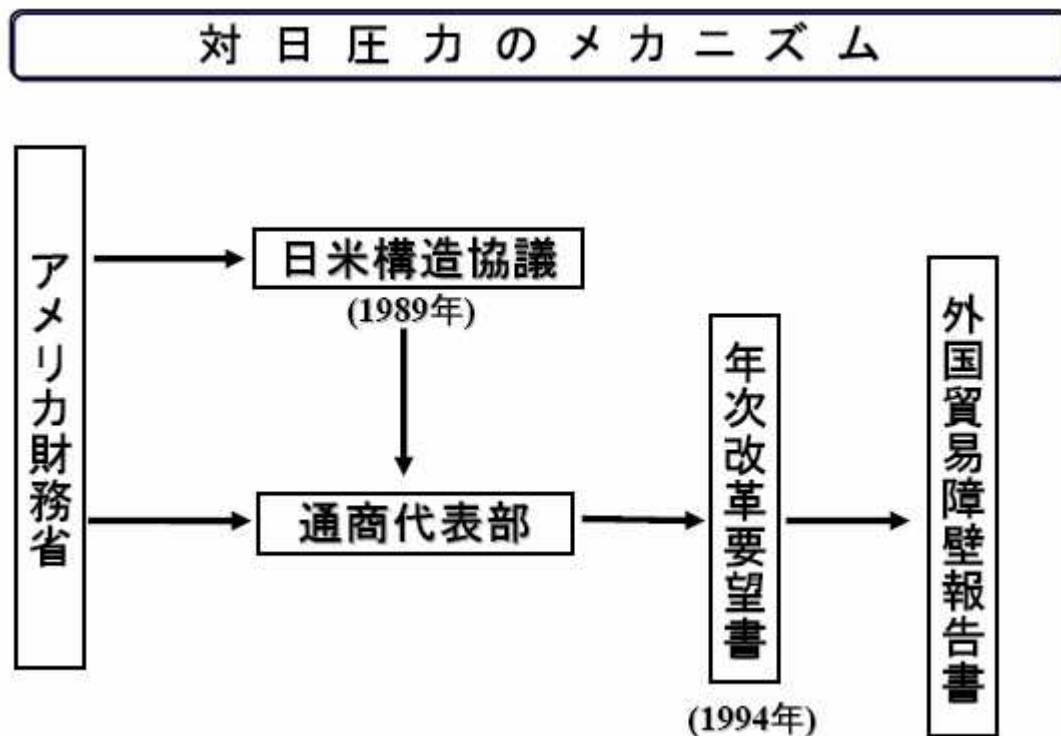 対日圧力のメカニズム
アメリカ財務省
日米構造協議
(1989年)
通商代表部
年次改革要望書
(1994年)
外国貿易障壁報告書